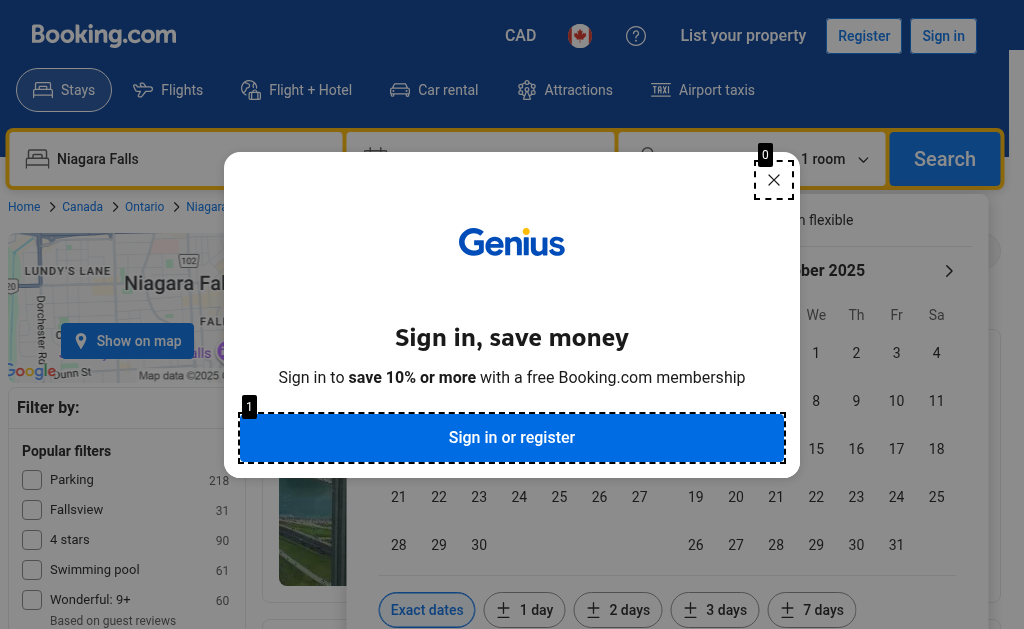 Booking.com
CAD
List your property
Register
Sign in
Stays
Flights
Flight + Hotel
Car rental
Attractions
TAXI
Airport taxis
Niagara Falls
1 room
Search
Home
Canada
Ontario
Niagara
flexible
0
LUNDY'S LANE
102
20
Niagara Fal
Dorchester Rd
Show on map
Google
Dunn St
Map data ©2025
Genius
Sign in, save money
Sign in to save 10% or more with a free Booking.com membership
1
Sign in or register
ber 2025
We Th Fr Sa
1 2 3 4
8 9 10 11
15 16 17 18
21 22 23 24 25 26 27 19 20 21 22 23 24 25
28 29 30 26 27 28 29 30 31
Exact dates
1 day
2 days
3 days
7 days
Filter by:
Popular filters
Parking 218
Fallsview 31
4 stars 90
Swimming pool 61
Wonderful: 9+ 60
Based on guest reviews